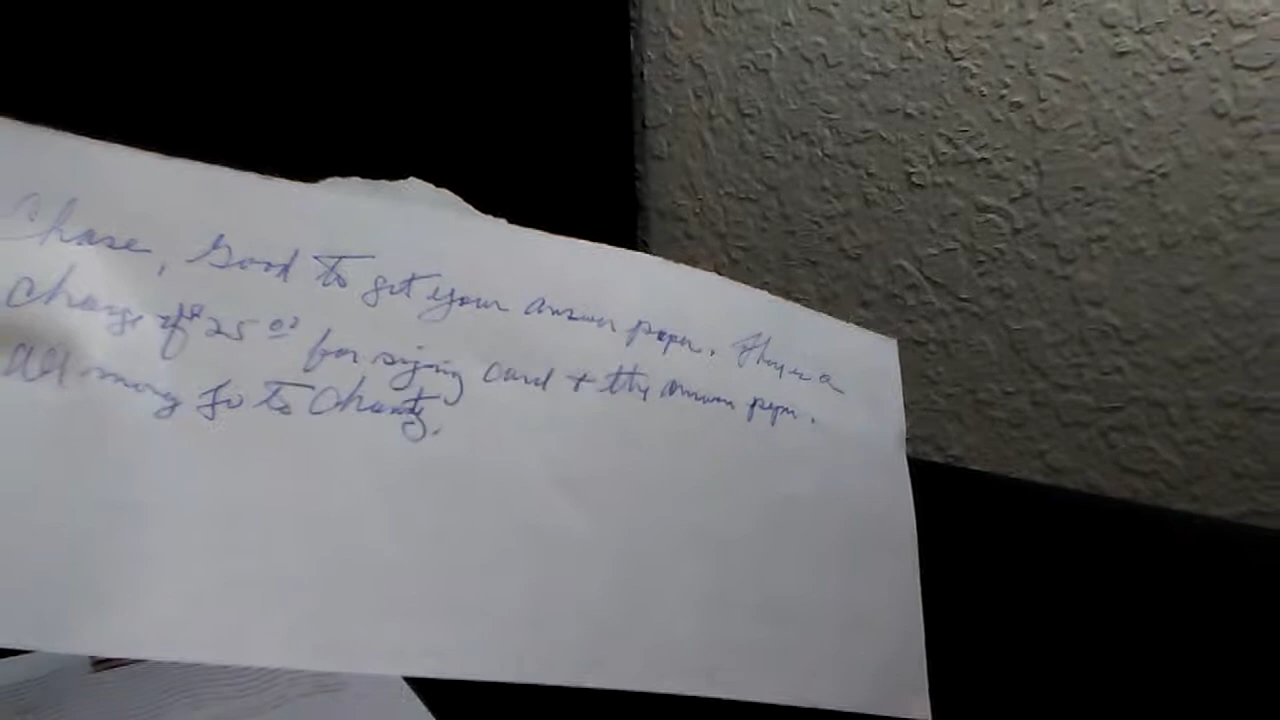 Chase, Good to get your answer paper. There is a
charge of $25.00 for signing card + the answer paper.
All money go to Charity.